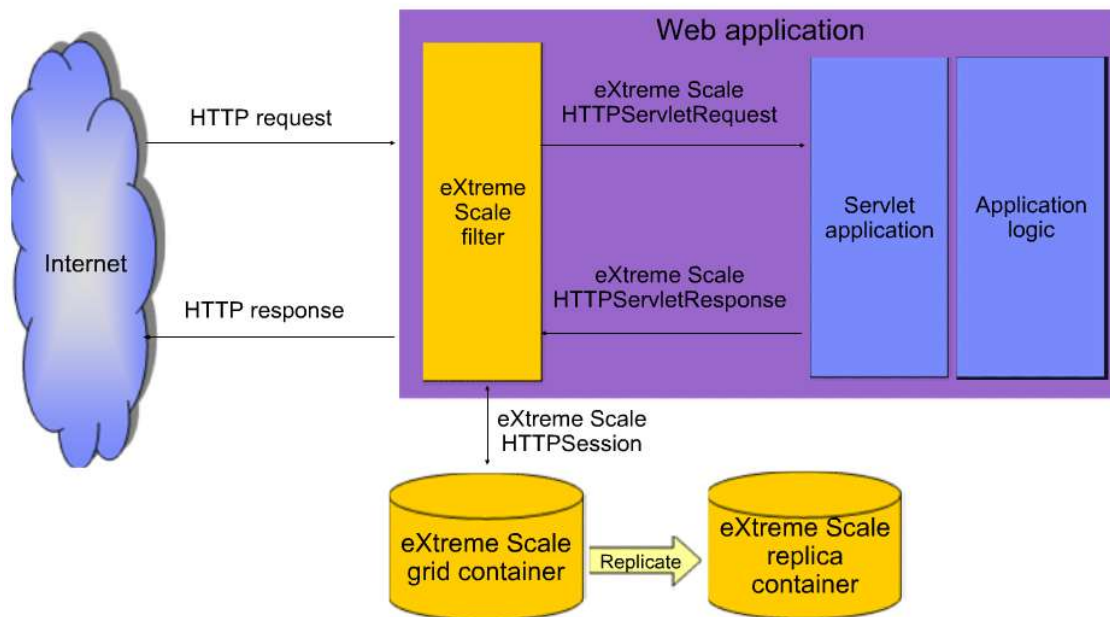 Web application
HTTP request
eXtreme Scale
HTTPServletRequest
eXtreme
Scale
filter
Servlet
application
Application
logic
Internet
HTTP response
eXtreme Scale
HTTPServletResponse
eXtreme Scale
HTTPSession
eXtreme Scale
grid container
Replicate
eXtreme Scale
replica
container